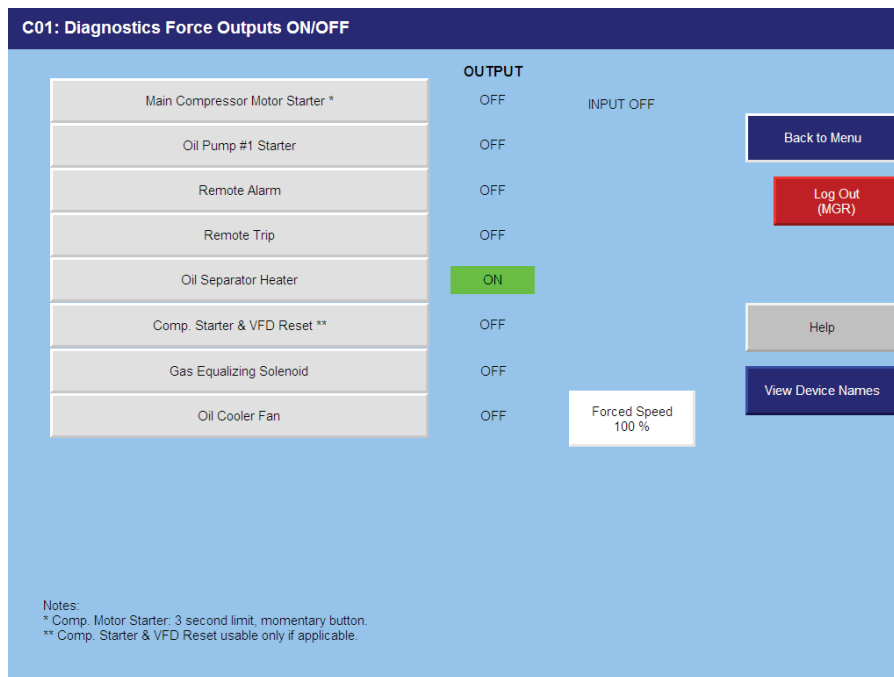 C01: Diagnostics Force Outputs ON/OFF
OUTPUT
Main Compressor Motor Starter * OFF INPUT OFF
Oil Pump #1 Starter OFF
Back to Menu
Remote Alarm OFF
Log Out
(MGR)
Remote Trip OFF
Oil Separator Heater ON
Comp. Starter & VFD Reset ** OFF
Help
Gas Equalizing Solenoid OFF
View Device Names
Oil Cooler Fan OFF
Forced Speed
100 %
Notes:
* Comp. Motor Starter: 3 second limit, momentary button.
** Comp. Starter & VFD Reset usable only if applicable.